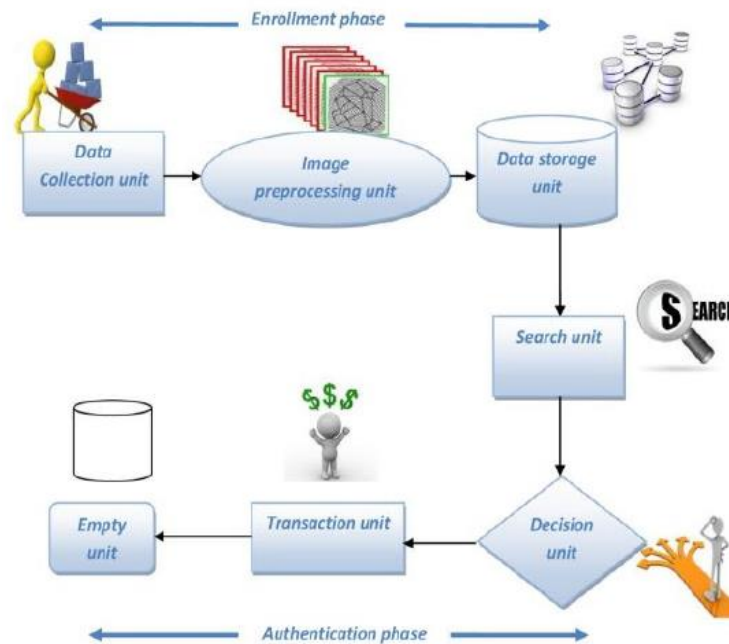 Enrollment phase
Data
Collection unit
Image
preprocessing unit
Data storage
unit
SEARCH
Search unit
$ $ $
Decision
unit
Transaction unit
Empty
unit
Authentication phase